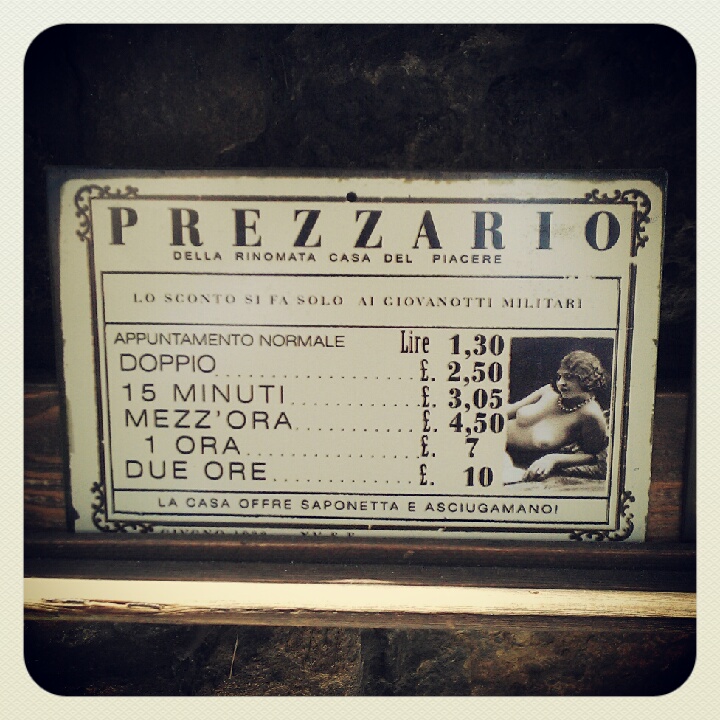 PREZZARIO
DELLA RINOMATA CASA DEL PIACERE
LO SCONTO SI FA SOLO AI GIOVANOTTI MILITARI
APPUNTAMENTO NORMALE Lire 1,30
DOPPIO £. 2,50
15 MINUTI £. 3,05
MEZZ'ORA £. 4,50
1 ORA £. 7
DUE ORE £. 10
LA CASA OFFRE SAPONETTA E ASCIUGAMANO!